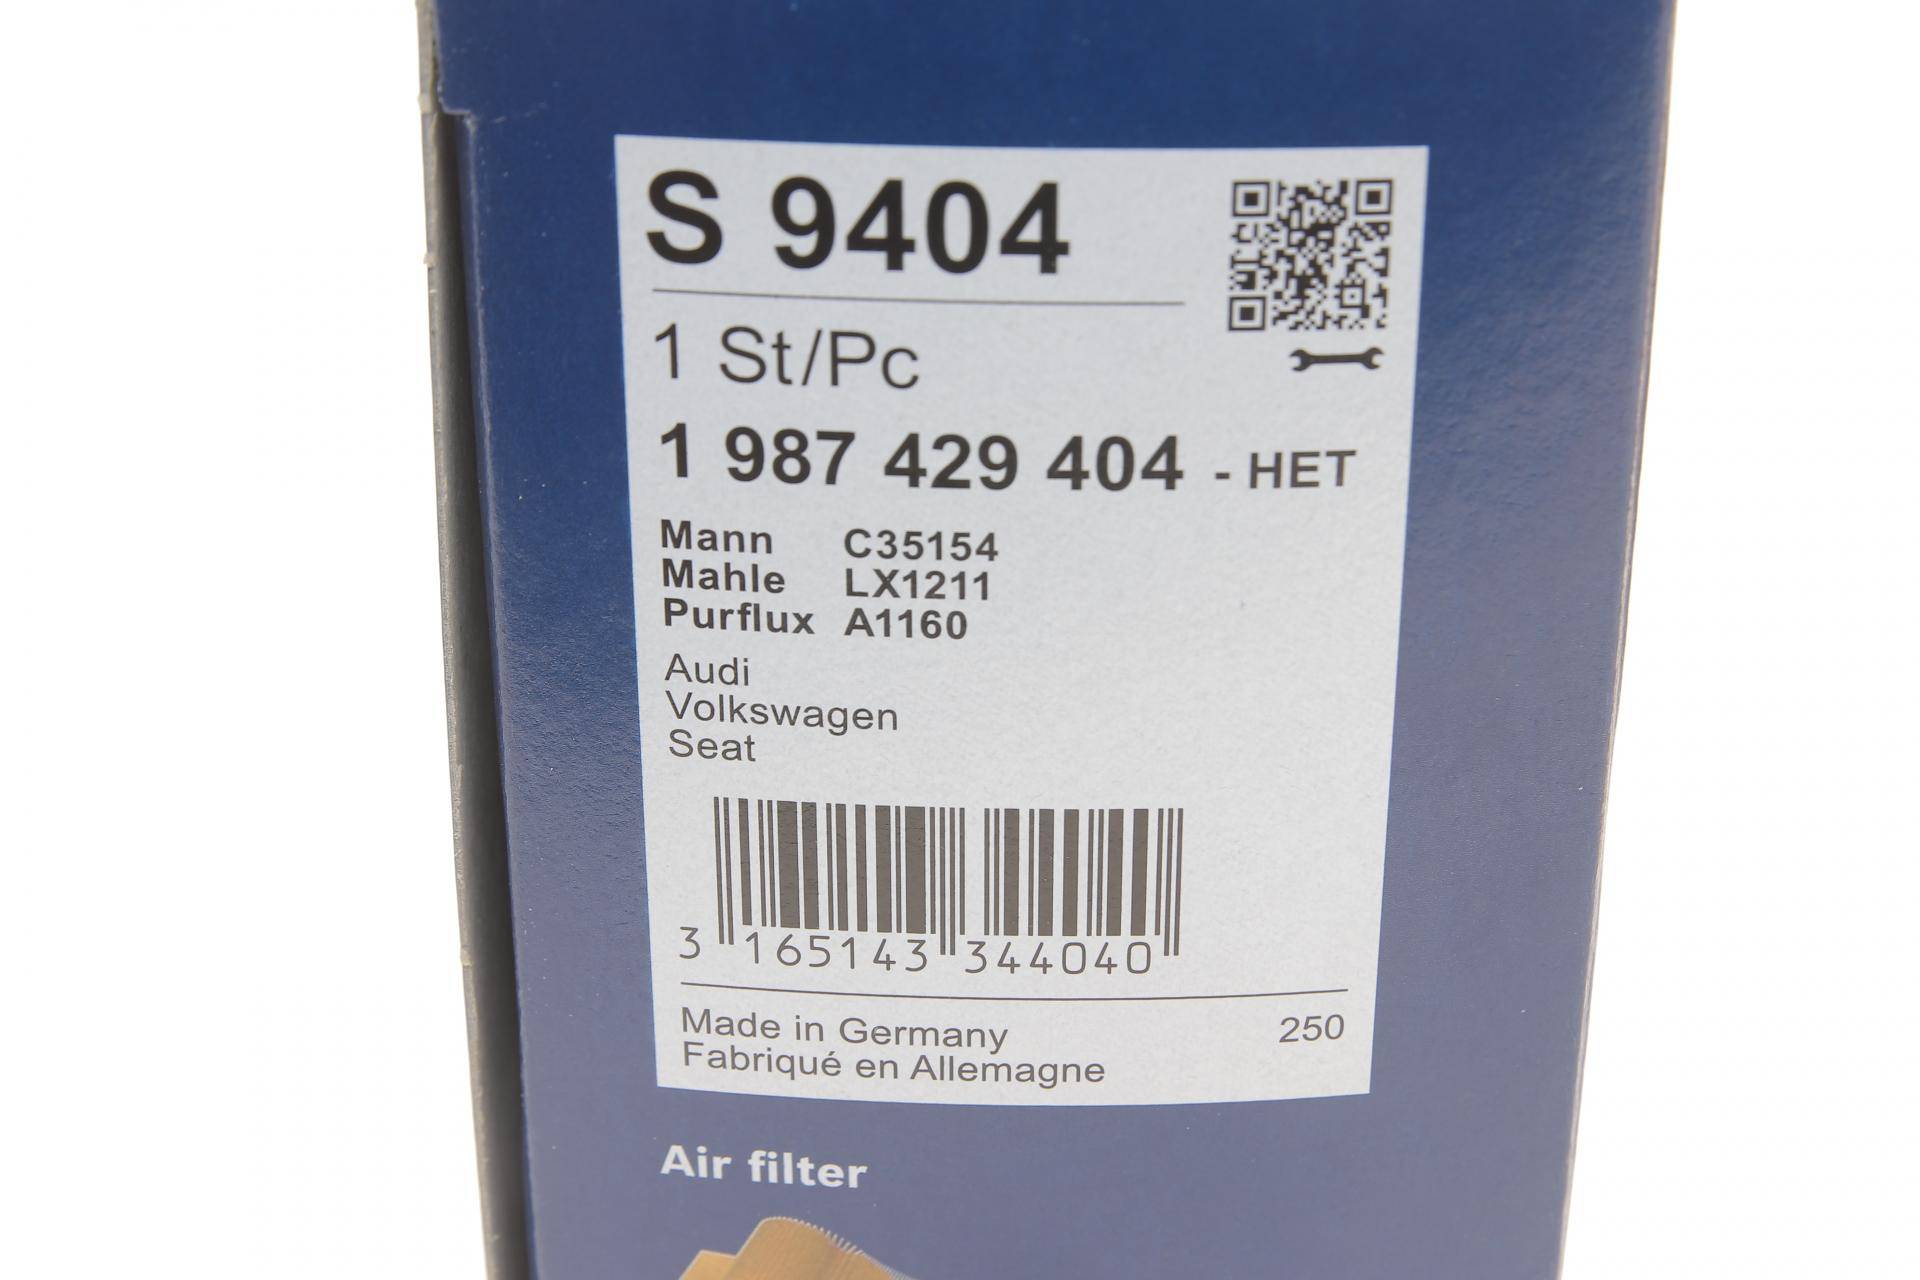 S 9404
1 St/Pc
1 987 429 404 - HET
Mann C35154
Mahle LX1211
Purflux A1160
Audi
Volkswagen
Seat
3 165143 344040
Made in Germany 250
Fabriqué en Allemagne
Air filter